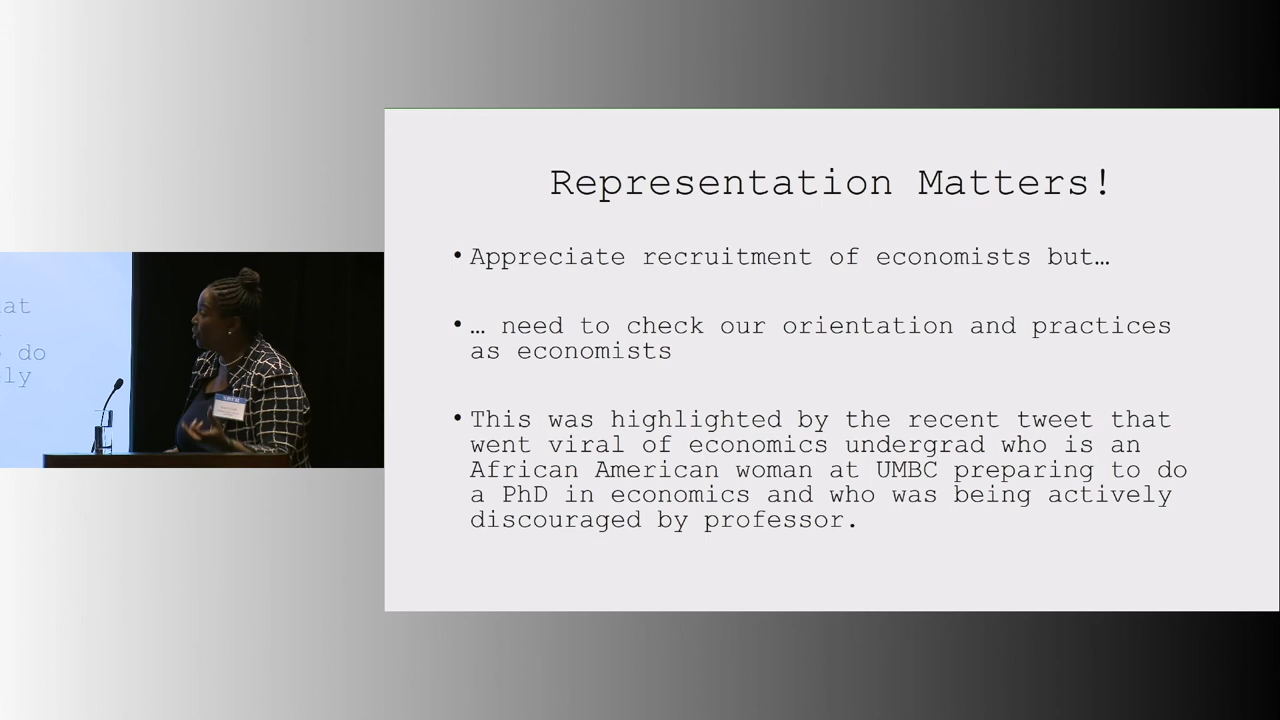 Representation Matters!
• Appreciate recruitment of economists but…
• … need to check our orientation and practices
as economists
• This was highlighted by the recent tweet that
went viral of economics undergrad who is an
African American woman at UMBC preparing to do
a PhD in economics and who was being actively
discouraged by professor.
at
do
ly
NBER